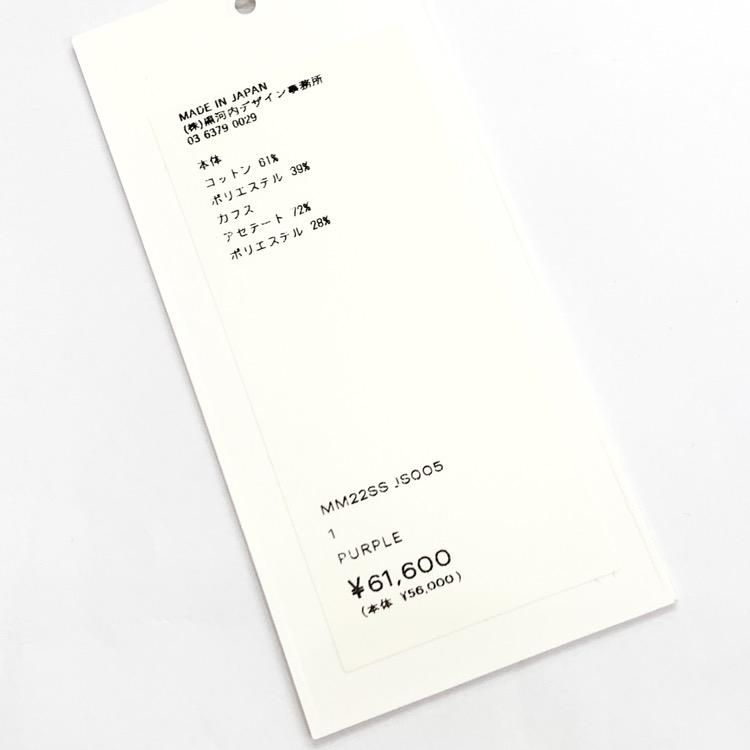 MADE IN JAPAN
(株)黒河内デザイン事務所
03 6379 0029
本体
コットン 61%
ポリエステル 39%
カフス
アセテート 72%
ポリエステル 28%
MM22SS JS005
1
PURPLE
¥61,600
(本体 ¥56,000)